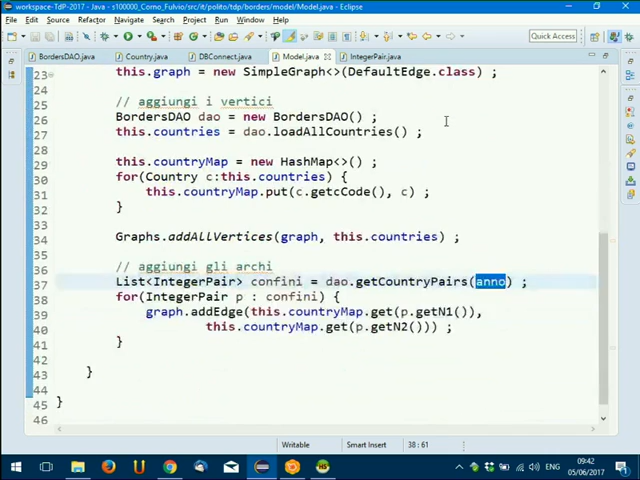 workspace-TdP-2017 - Java - s100000_Corno_Fulvio/src/it/polito/tdp/borders/model/Model.java - Eclipse
File Edit Source Refactor Navigate Search Project Run Window Help
Quick Access
BordersDAO.java Country.java DBConnect.java Model.java IntegerPair.java
23 this.graph = new SimpleGraph<>(DefaultEdge.class) ;
24
25 // aggiungi i vertici
26 BordersDAO dao = new BordersDAO() ;
27 this.countries = dao.loadAllCountries() ;
28
29 this.countryMap = new HashMap<>() ;
30 for(Country c:this.countries) {
31 this.countryMap.put(c.getcCode(), c) ;
32 }
33
34 Graphs.addAllVertices(graph, this.countries) ;
35
36 // aggiungi gli archi
37 List<IntegerPair> confini = dao.getCountryPairs(anno) ;
38 for(IntegerPair p : confini) {
39 graph.addEdge(this.countryMap.get(p.getN1()),
40 this.countryMap.get(p.getN2())) ;
41 }
42
43 }
44
45 }
46
Writable Smart Insert 38 : 61
ENG 09:42
05/06/2017